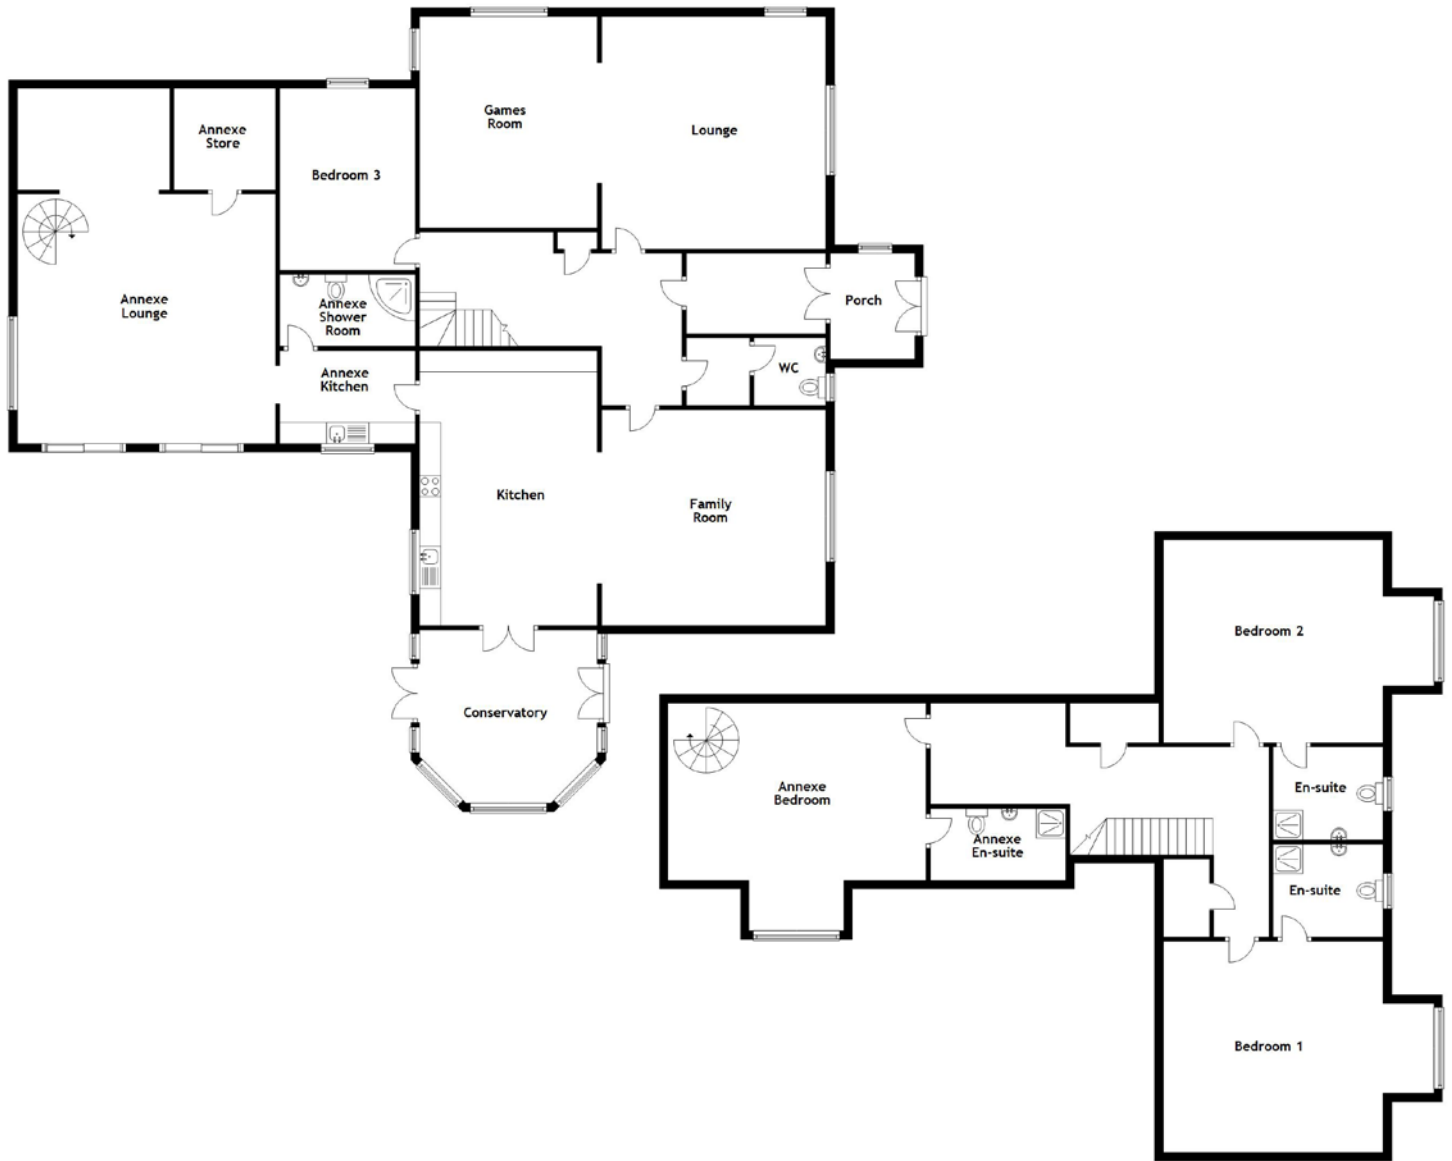 Games
Room
Lounge
Annexe
Store
Bedroom 3
Annexe
Lounge
Annexe
Shower
Room
Porch
Annexe
Kitchen
WC
Kitchen
Family
Room
Conservatory
Bedroom 2
Annexe
Bedroom
En-suite
Annexe
En-suite
En-suite
Bedroom 1